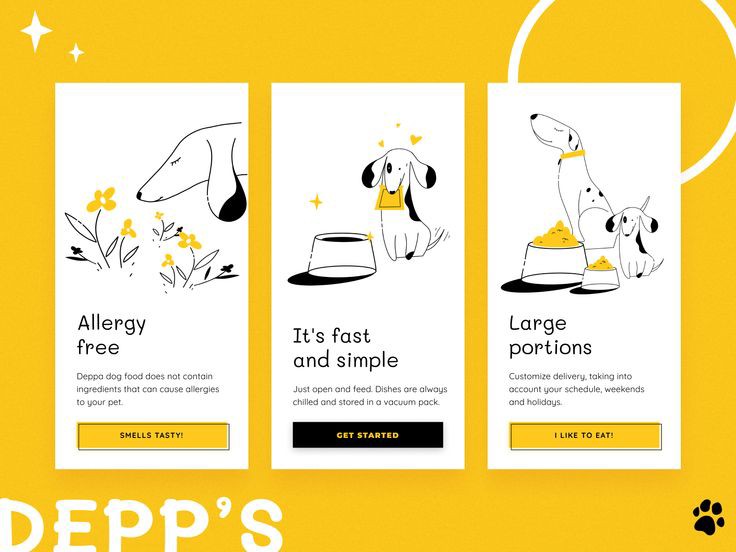 Allergy
free
Deppa dog food does not contain
ingredients that can cause allergies
to your pet.
SMELLS TASTY!
It's fast
and simple
Just open and feed. Dishes are always
chilled and stored in a vacuum pack.
GET STARTED
Large
portions
Customize delivery, taking into
account your schedule, weekends
and holidays.
I LIKE TO EAT!
DEPP'S